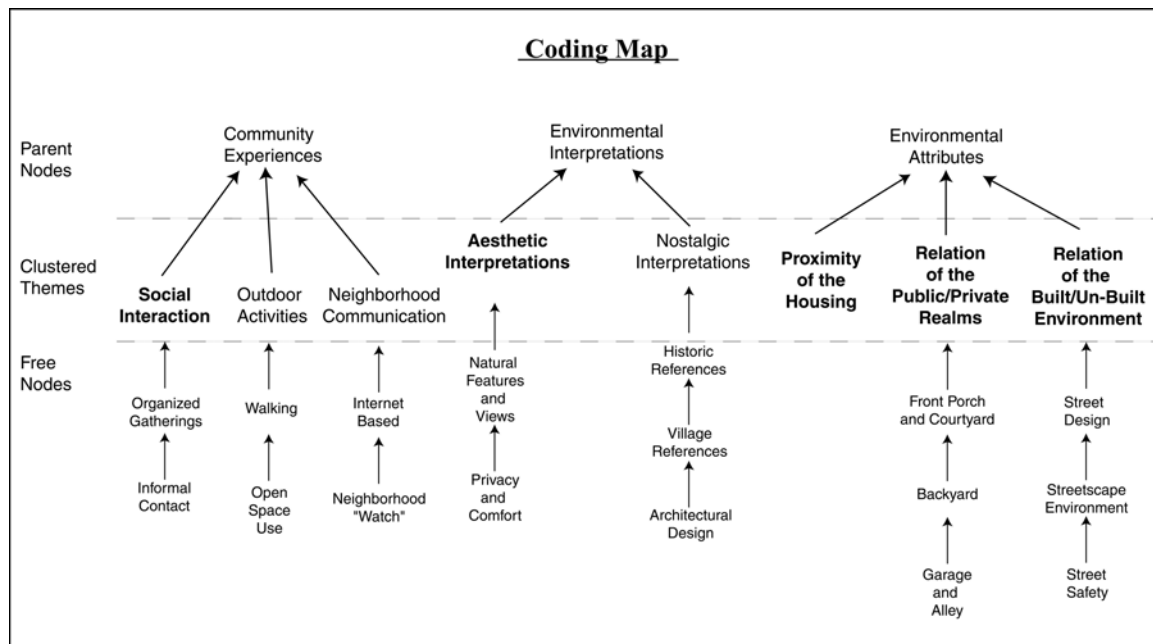 Coding Map
Parent
Nodes
Community
Experiences
Environmental
Interpretations
Environmental
Attributes
Clustered
Themes
Social
Interaction
Outdoor
Activities
Neighborhood
Communication
Aesthetic
Interpretations
Nostalgic
Interpretations
Proximity
of the
Housing
Relation
of the
Public/Private
Realms
Relation
of the
Built/Un-Built
Environment
Free
Nodes
Organized
Gatherings
Informal
Contact
Walking
Open
Space
Use
Internet
Based
Neighborhood
"Watch"
Natural
Features
and
Views
Privacy
and
Comfort
Historic
References
Village
References
Architectural
Design
Front Porch
and Courtyard
Backyard
Garage
and
Alley
Street
Design
Streetscape
Environment
Street
Safety